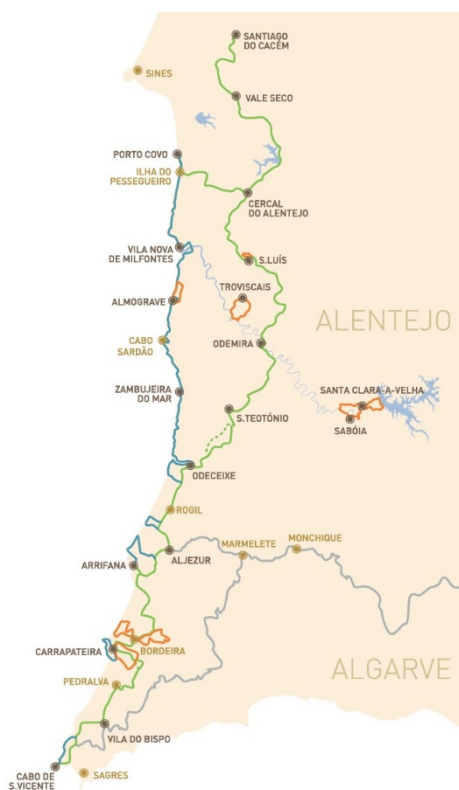 SANTIAGO
DO CACÉM
SINES
VALE SECO
PORTO COVO
ILHA DO
PESSEGUEIRO
CERCAL
DO ALENTEJO
VILA NOVA
DE MILFONTES
S.LUÍS
TROVISCAIS
ALMOGRAVE
ALENTEJO
CABO
SARDÃO
ODEMIRA
ZAMBUJEIRA
DO MAR
SANTA CLARA-A-VELHA
S.TEOTÓNIO
SABÓIA
ODECEIXE
ROGIL
MARMELETE
MONCHIQUE
ALJEZUR
ARRIFANA
BORDEIRA
CARRAPATEIRA
ALGARVE
PEDRALVA
VILA DO BISPO
CABO DE
S.VICENTE
SAGRES